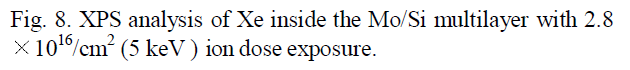 Fig. 8. XPS analysis of Xe inside the Mo/Si multilayer with 2.8
× 10¹⁶/cm² (5 keV ) ion dose exposure.